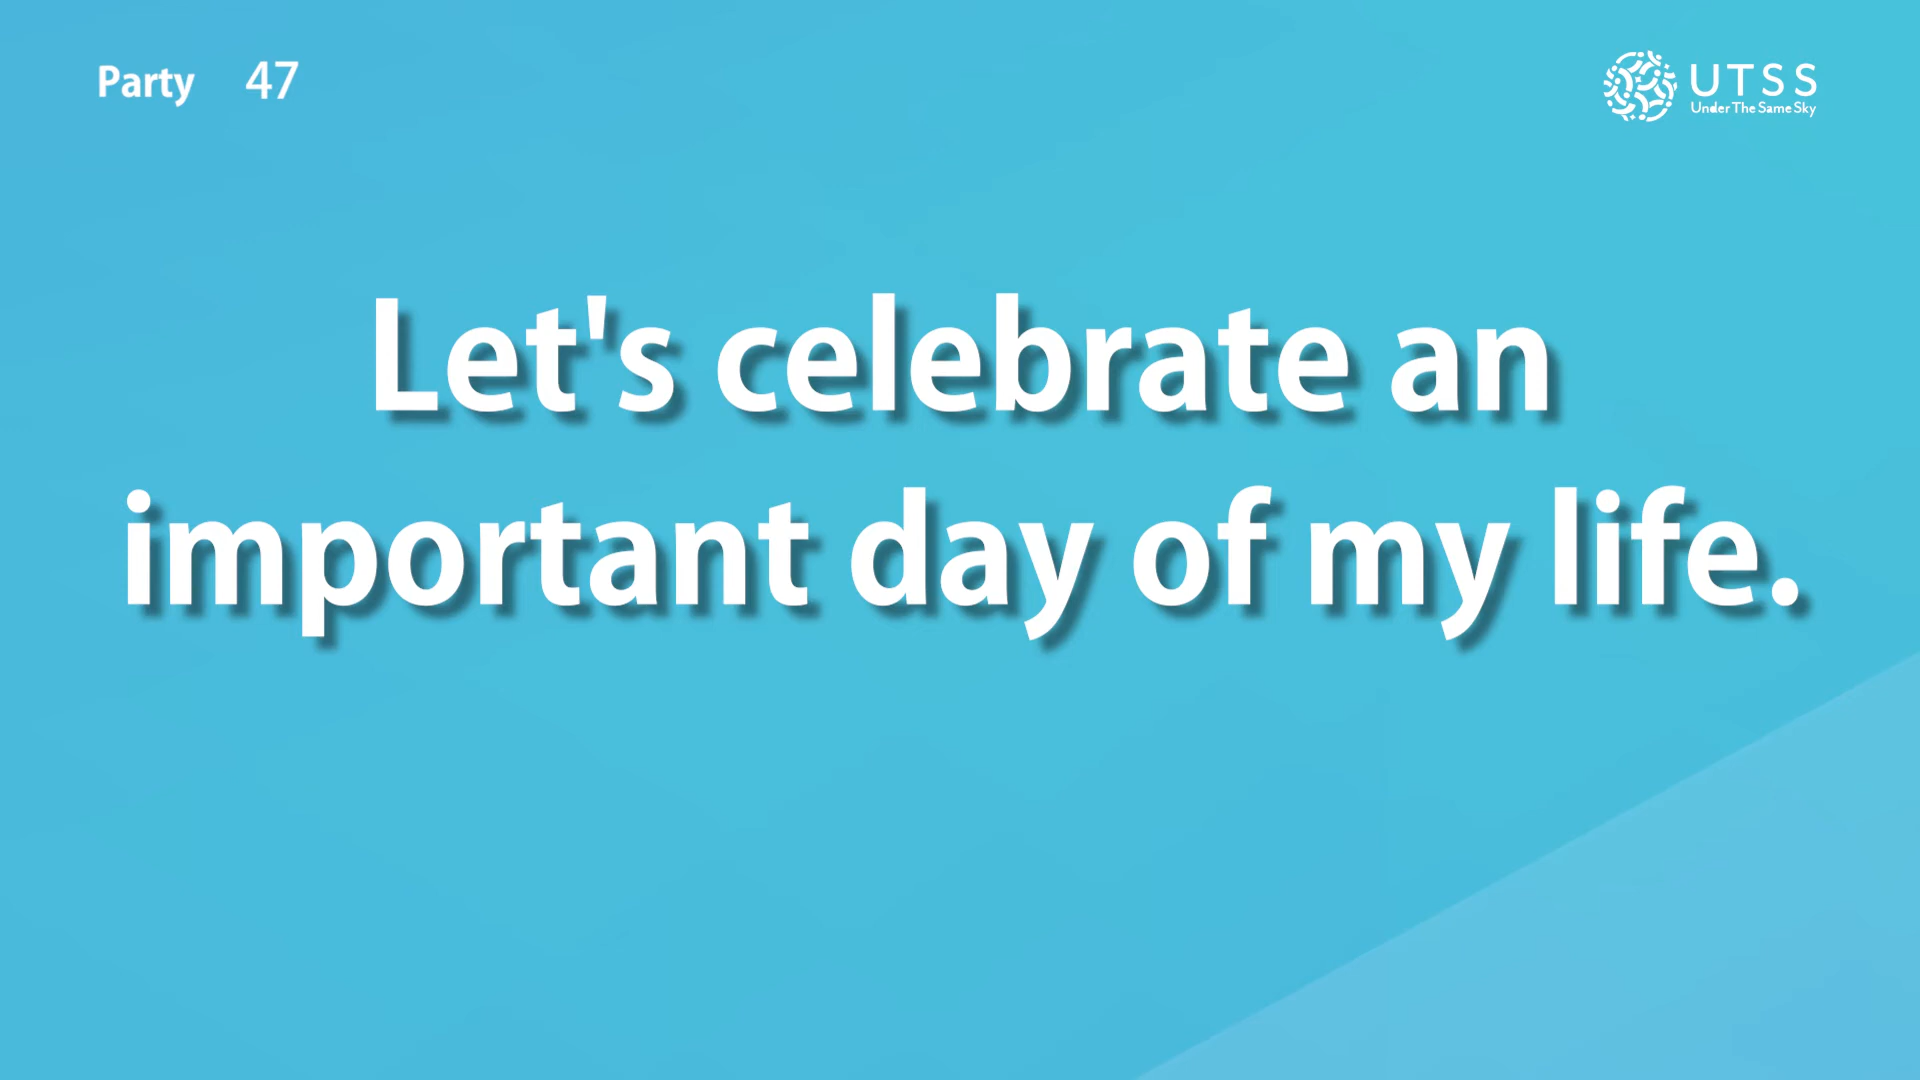 Party 47
UTSS
Under The Same Sky
Let's celebrate an
important day of my life.